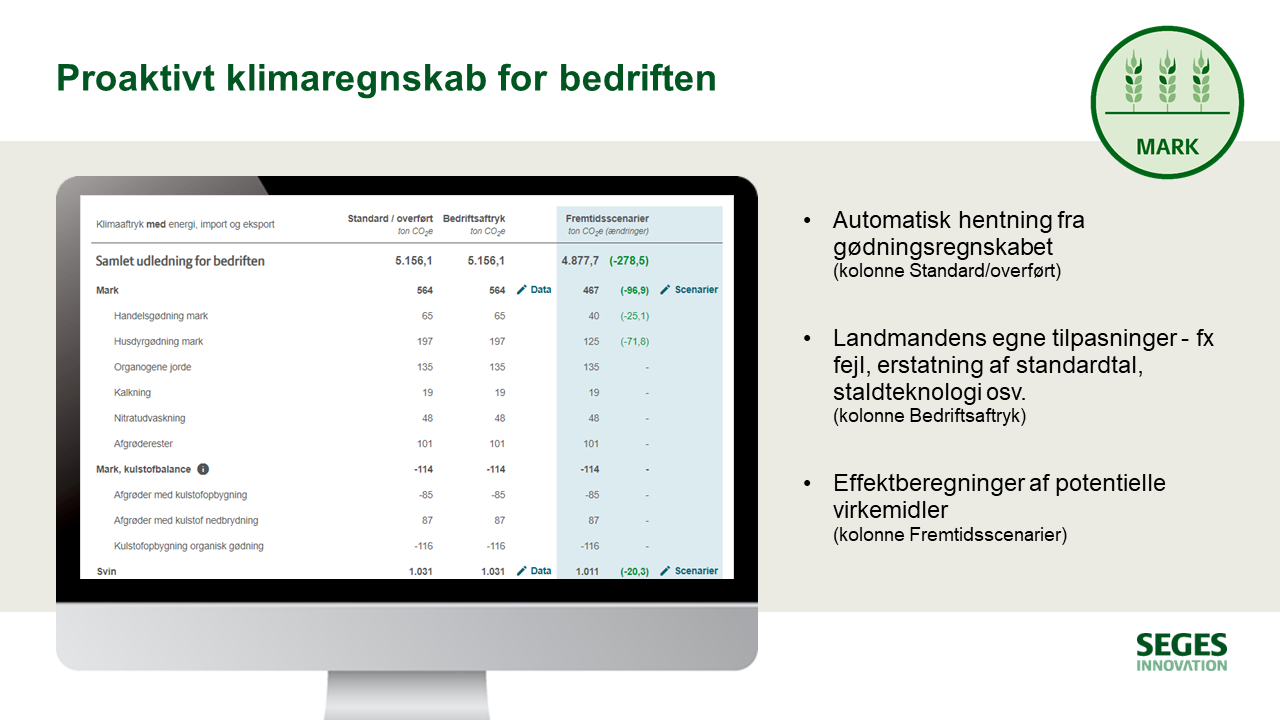 Proaktivt klimaregnskab for bedriften
MARK
Klimaaftryk med energi, import og eksport Standard / overført Bedriftsaftryk Fremtidsscenarier
ton CO2e ton CO2e ton CO2e (ændringer)
Samlet udledning for bedriften 5.156,1 5.156,1 4.877,7 (-278,5)
Mark 564 564 Data 467 (-96,9) Scenarier
Handelsgødning mark 65 65 40 (-25,1)
Husdyrgødning mark 197 197 125 (-71,8)
Organogene jorde 135 135 135 -
Kalkning 19 19 19 -
Nitratudvaskning 48 48 48 -
Afgrøderester 101 101 101 -
Mark, kulstofbalance -114 -114 -114 -
Afgrøder med kulstofopbygning -85 -85 -85 -
Afgrøder med kulstof nedbrydning 87 87 87 -
Kulstofopbygning organisk gødning -116 -116 -116 -
Svin 1.031 1.031 Data 1.011 (-20,3) Scenarier
• Automatisk hentning fra
gødningsregnskabet
(kolonne Standard/overført)
• Landmandens egne tilpasninger - fx
fejl, erstatning af standardtal,
staldteknologi osv.
(kolonne Bedriftsaftryk)
• Effektberegninger af potentielle
virkemidler
(kolonne Fremtidsscenarier)
SEGES
INNOVATION